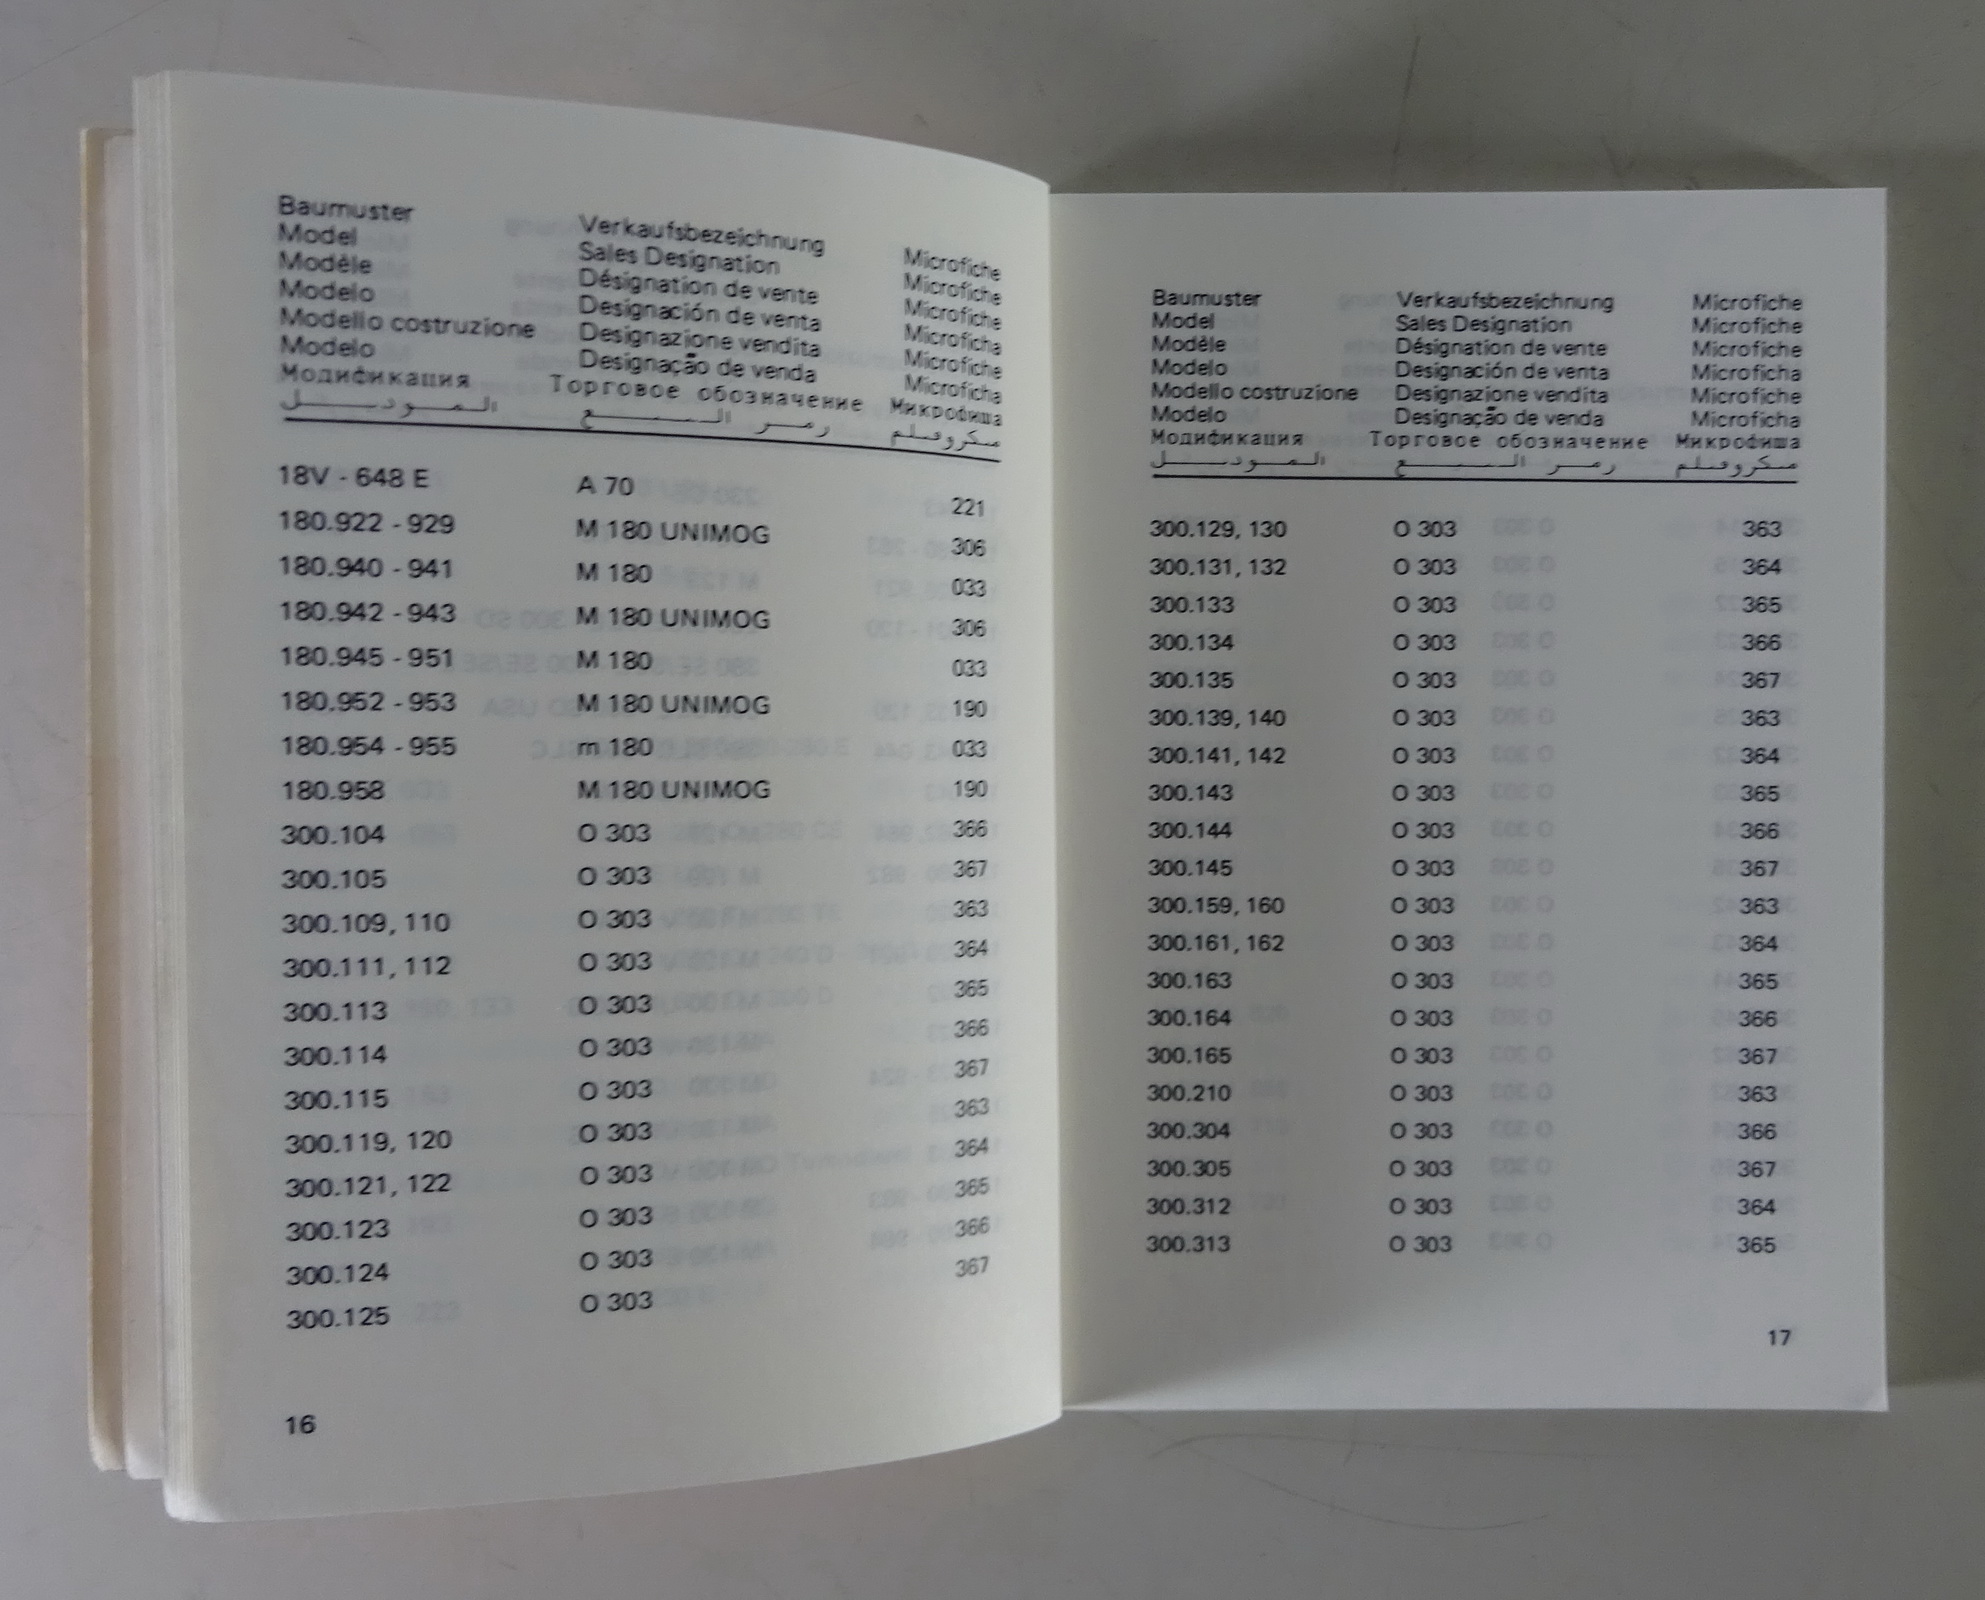 Baumuster Verkaufsbezeichnung Microfiche
Model Sales Designation Microfiche
Modèle Désignation de vente Microfiche
Modelo Designación de venta Microficha
Modello costruzione Designazione vendita Microfiche
Modelo Designação de venda Microficha
Модификация Торговое обозначение Микрофиша
الموديل رمز البيع ميكروفيلم
18V - 648 E A 70 221
180.922 - 929 M 180 UNIMOG 306
180.940 - 941 M 180 033
180.942 - 943 M 180 UNIMOG 306
180.945 - 951 M 180 033
180.952 - 953 M 180 UNIMOG 190
180.954 - 955 m 180 033
180.958 M 180 UNIMOG 190
300.104 O 303 366
300.105 O 303 367
300.109, 110 O 303 363
300.111, 112 O 303 364
300.113 O 303 365
300.114 O 303 366
300.115 O 303 367
300.119, 120 O 303 363
300.121, 122 O 303 364
300.123 O 303 365
300.124 O 303 366
300.125 O 303 367
16
Baumuster Verkaufsbezeichnung Microfiche
Model Sales Designation Microfiche
Modèle Désignation de vente Microfiche
Modelo Designación de venta Microficha
Modello costruzione Designazione vendita Microfiche
Modelo Designação de venda Microficha
Модификация Торговое обозначение Микрофиша
الموديل رمز البيع ميكروفيلم
300.129, 130 O 303 363
300.131, 132 O 303 364
300.133 O 303 365
300.134 O 303 366
300.135 O 303 367
300.139, 140 O 303 363
300.141, 142 O 303 364
300.143 O 303 365
300.144 O 303 366
300.145 O 303 367
300.159, 160 O 303 363
300.161, 162 O 303 364
300.163 O 303 365
300.164 O 303 366
300.165 O 303 367
300.210 O 303 363
300.304 O 303 366
300.305 O 303 367
300.312 O 303 364
300.313 O 303 365
17